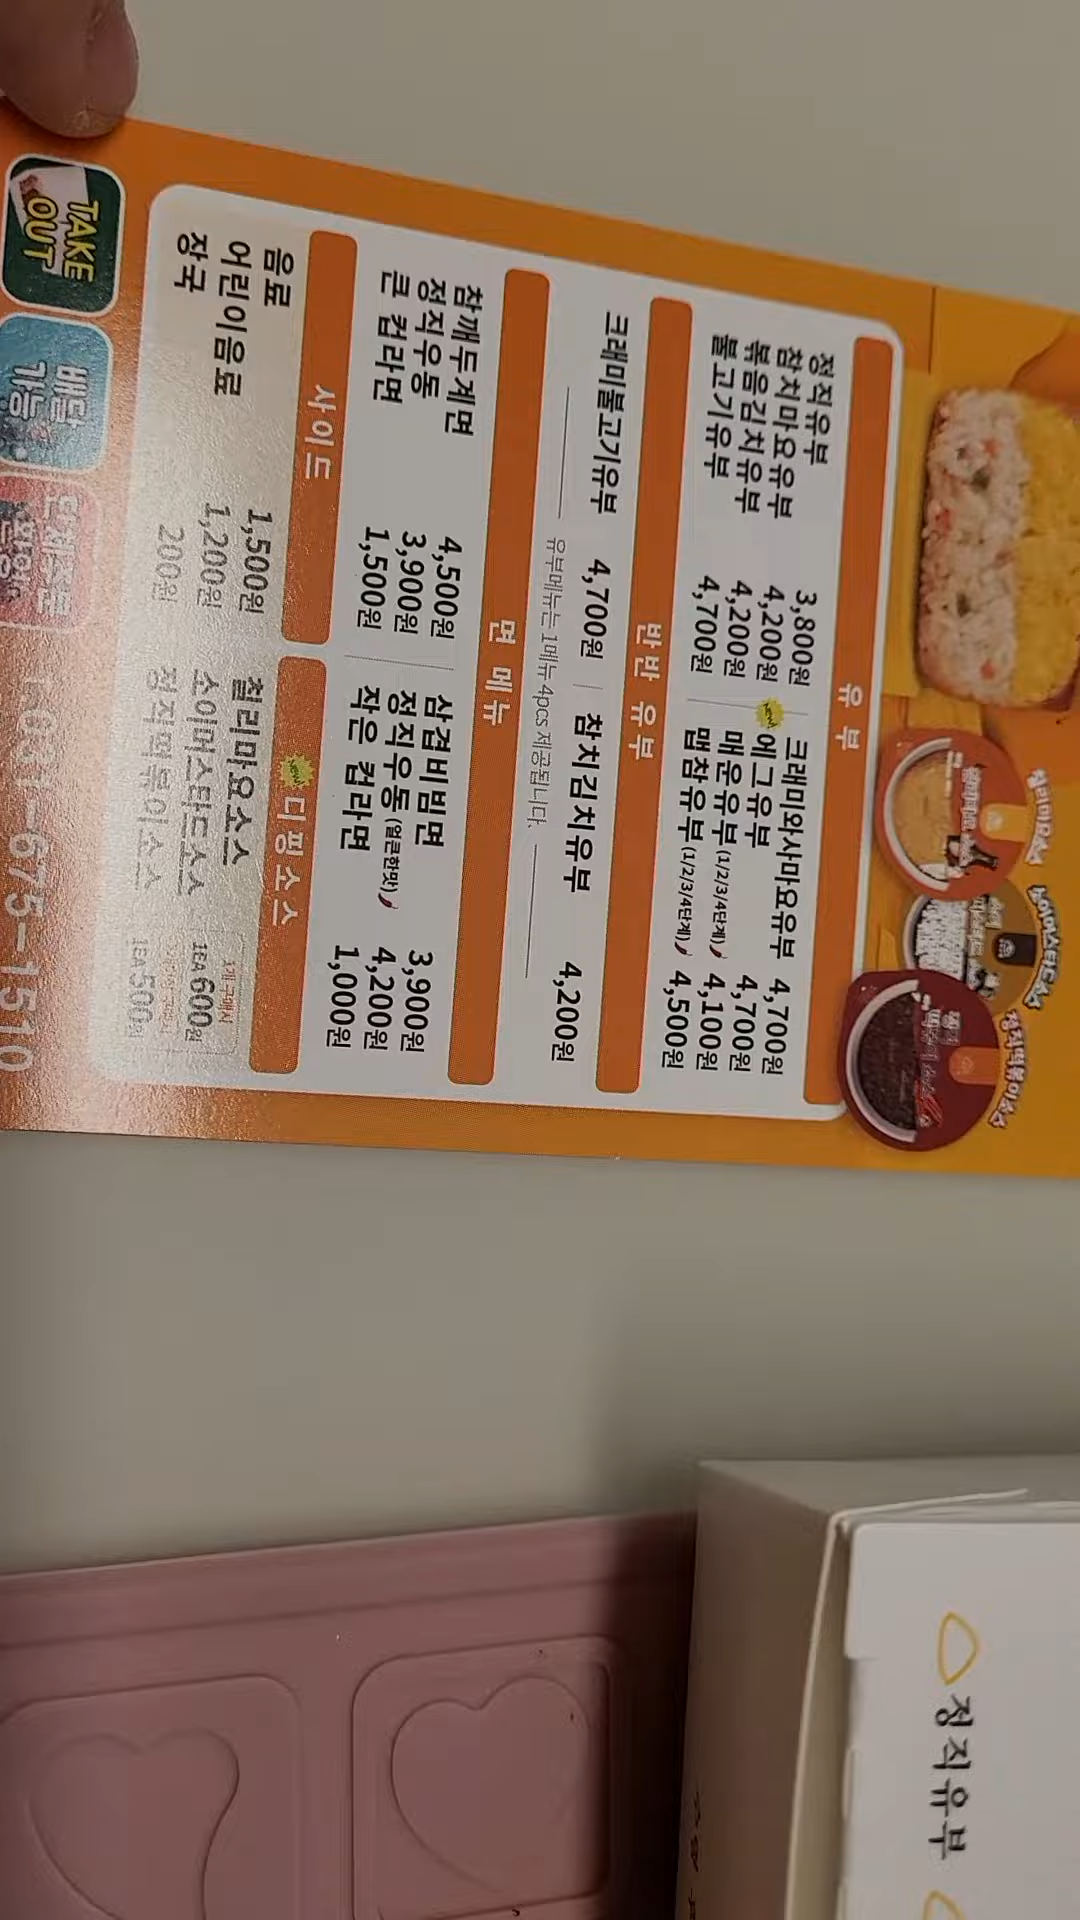 칠리마요소스
소이머스타드소스
정직떡볶이소스
유부
정직유부 3,800원
참치마요유부 4,200원
볶음김치유부 4,200원
불고기유부 4,700원
크래미와사마요유부 4,700원
NEW 에그유부 4,700원
매운유부 (1/2/3/4단계) 4,100원
맵참유부 (1/2/3/4단계) 4,500원
반반 유부
크래미불고기유부 4,700원
참치김치유부 4,200원
유부메뉴는 1메뉴 4pcs 제공됩니다.
면 메뉴
참깨두계면 4,500원
정직우동 3,900원
큰 컵라면 1,500원
삼겹비빔면 3,900원
정직우동 (얼큰한맛) 4,200원
작은 컵라면 1,000원
사이드
음료 1,500원
어린이음료 1,200원
장국 200원
NEW 디핑소스
칠리마요소스
소이머스타드소스
정직떡볶이소스
1개구매시
1EA 600원
1EA 500원
TAKE
OUT
배달
가능
단체주문
-675-1510
정직유부